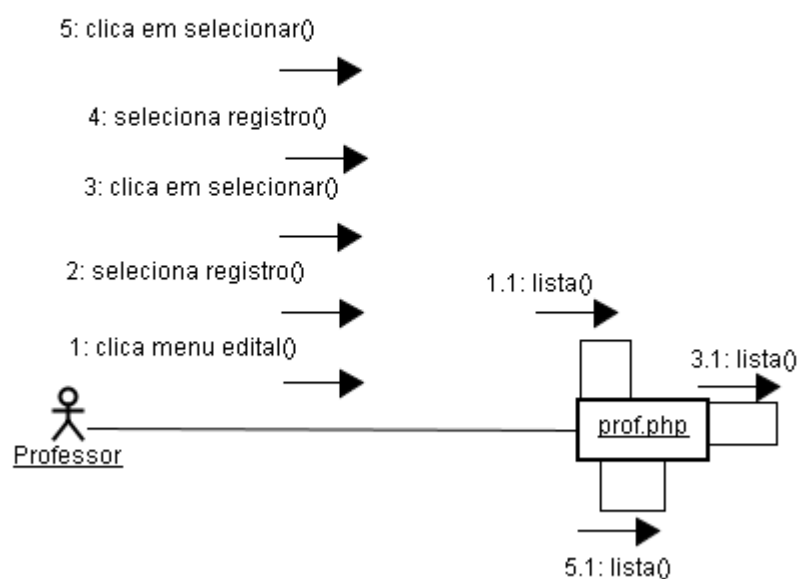 5: clica em selecionar()
4: seleciona registro()
3: clica em selecionar()
2: seleciona registro()
1.1: lista()
1: clica menu edital()
3.1: lista()
prof.php
Professor
5.1: lista()